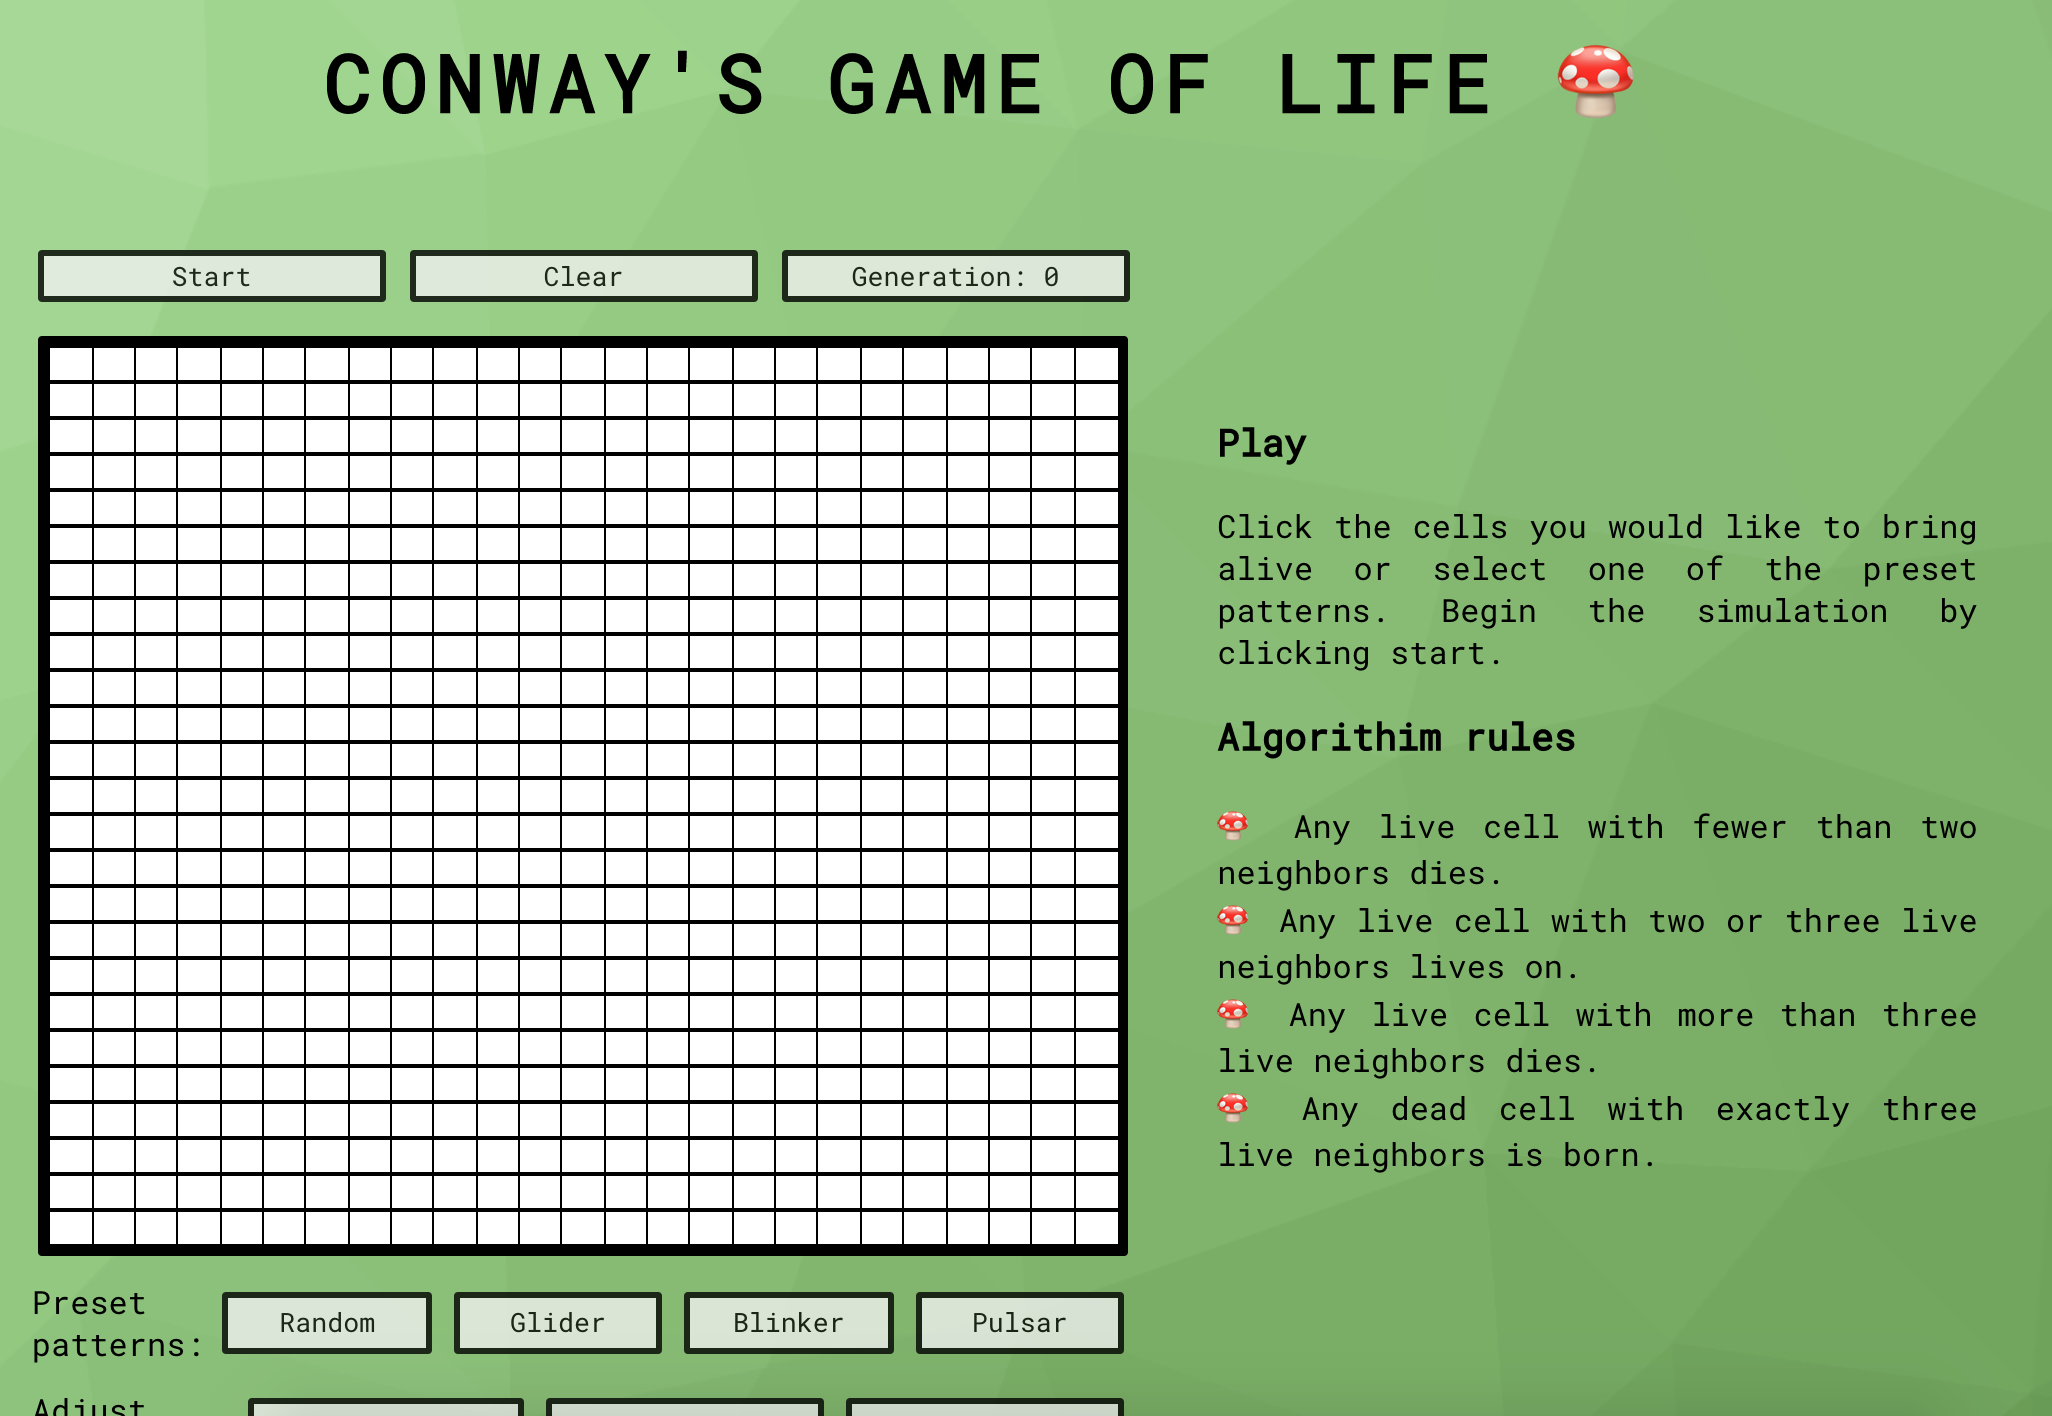 CONWAY'S GAME OF LIFE
Start
Clear
Generation: 0
Play
Click the cells you would like to bring
alive or select one of the preset
patterns. Begin the simulation by
clicking start.
Algorithim rules
Any live cell with fewer than two
neighbors dies.
Any live cell with two or three live
neighbors lives on.
Any live cell with more than three
live neighbors dies.
Any dead cell with exactly three
live neighbors is born.
Preset
patterns:
Random
Glider
Blinker
Pulsar
Adjust